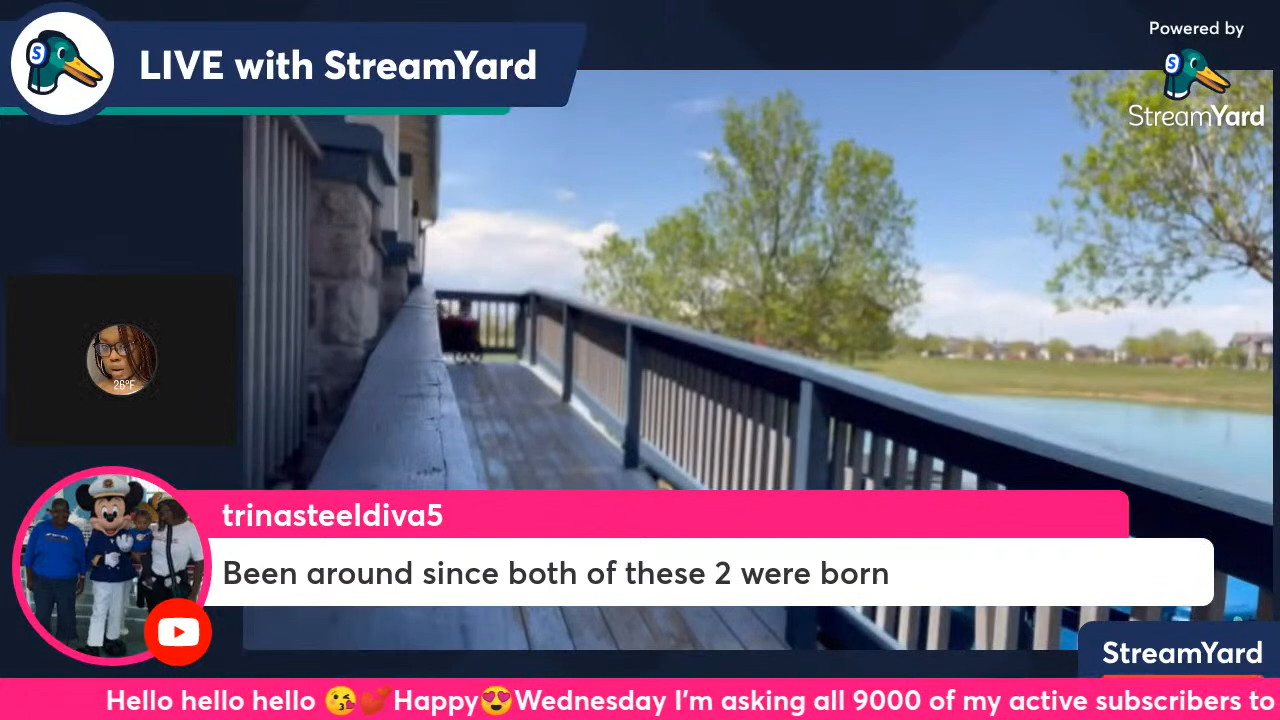 LIVE with StreamYard
Powered by
StreamYard
26°F
trinasteeldiva5
Been around since both of these 2 were born
StreamYard
Hello hello hello 😘💕Happy😍Wednesday I'm asking all 9000 of my active subscribers to